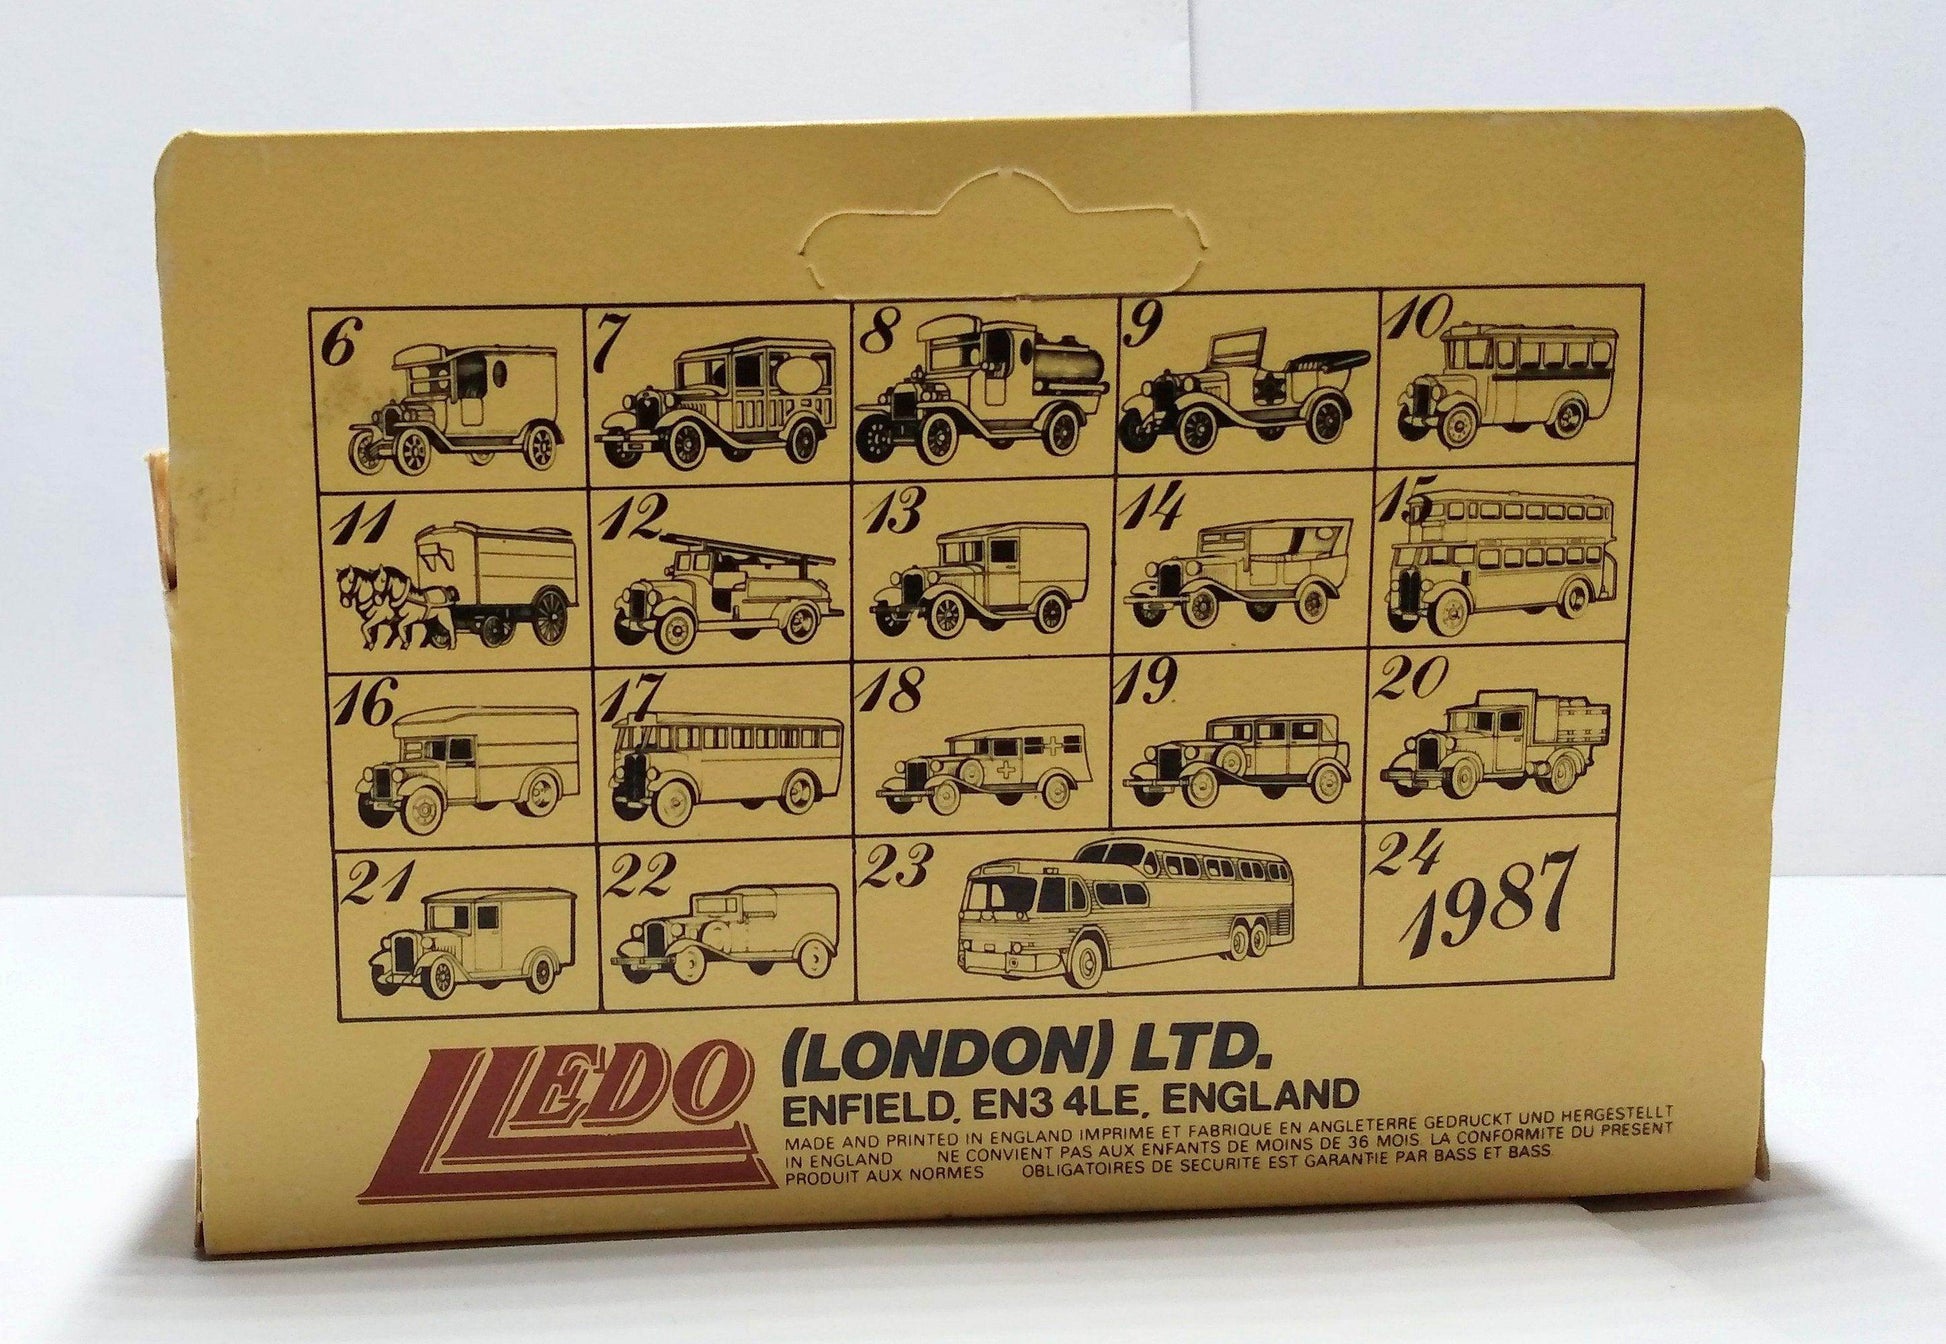 6 7 8 9 10
11 12 13 14 15
16 17 18 19 20
21 22 23 24 1987
LLEDO (LONDON) LTD.
ENFIELD, EN3 4LE, ENGLAND
MADE AND PRINTED IN ENGLAND IMPRIME ET FABRIQUE EN ANGLETERRE GEDRUCKT UND HERGESTELLT
IN ENGLAND NE CONVIENT PAS AUX ENFANTS DE MOINS DE 36 MOIS. LA CONFORMITE DU PRESENT
PRODUIT AUX NORMES OBLIGATOIRES DE SECURITE EST GARANTIE PAR BASS ET BASS.